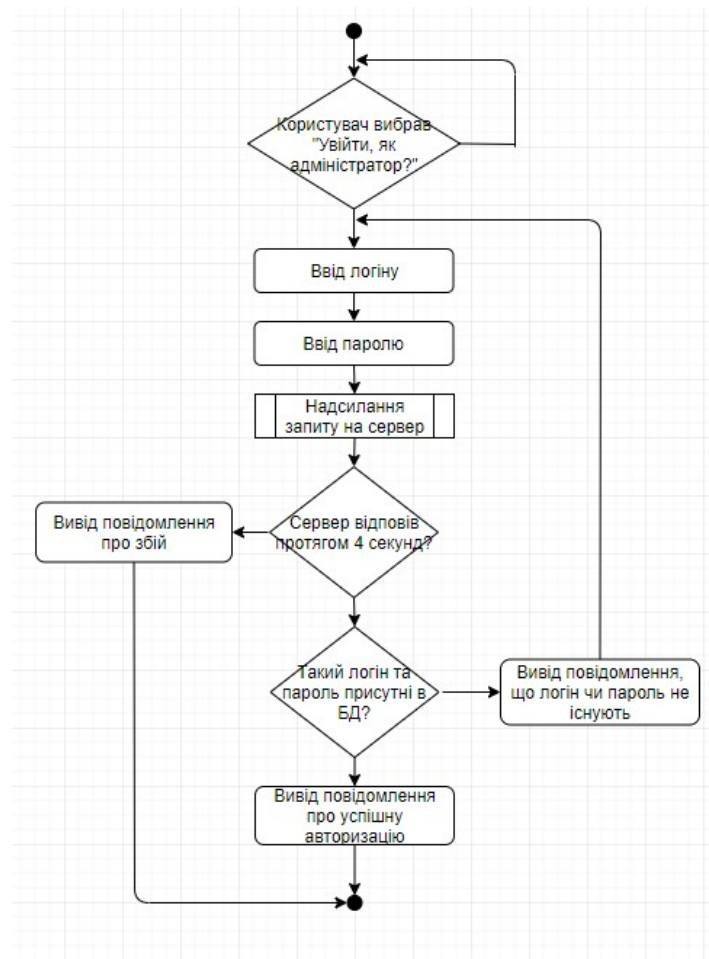 Користувач вибрав
"Увійти, як
адміністратор?"
Ввід логіну
Ввід паролю
Надсилання
запиту на сервер
Сервер відповів
протягом 4 секунд?
Вивід повідомлення
про збій
Такий логін та
пароль присутні в
БД?
Вивід повідомлення,
що логін чи пароль не
існують
Вивід повідомлення
про успішну
авторизацію